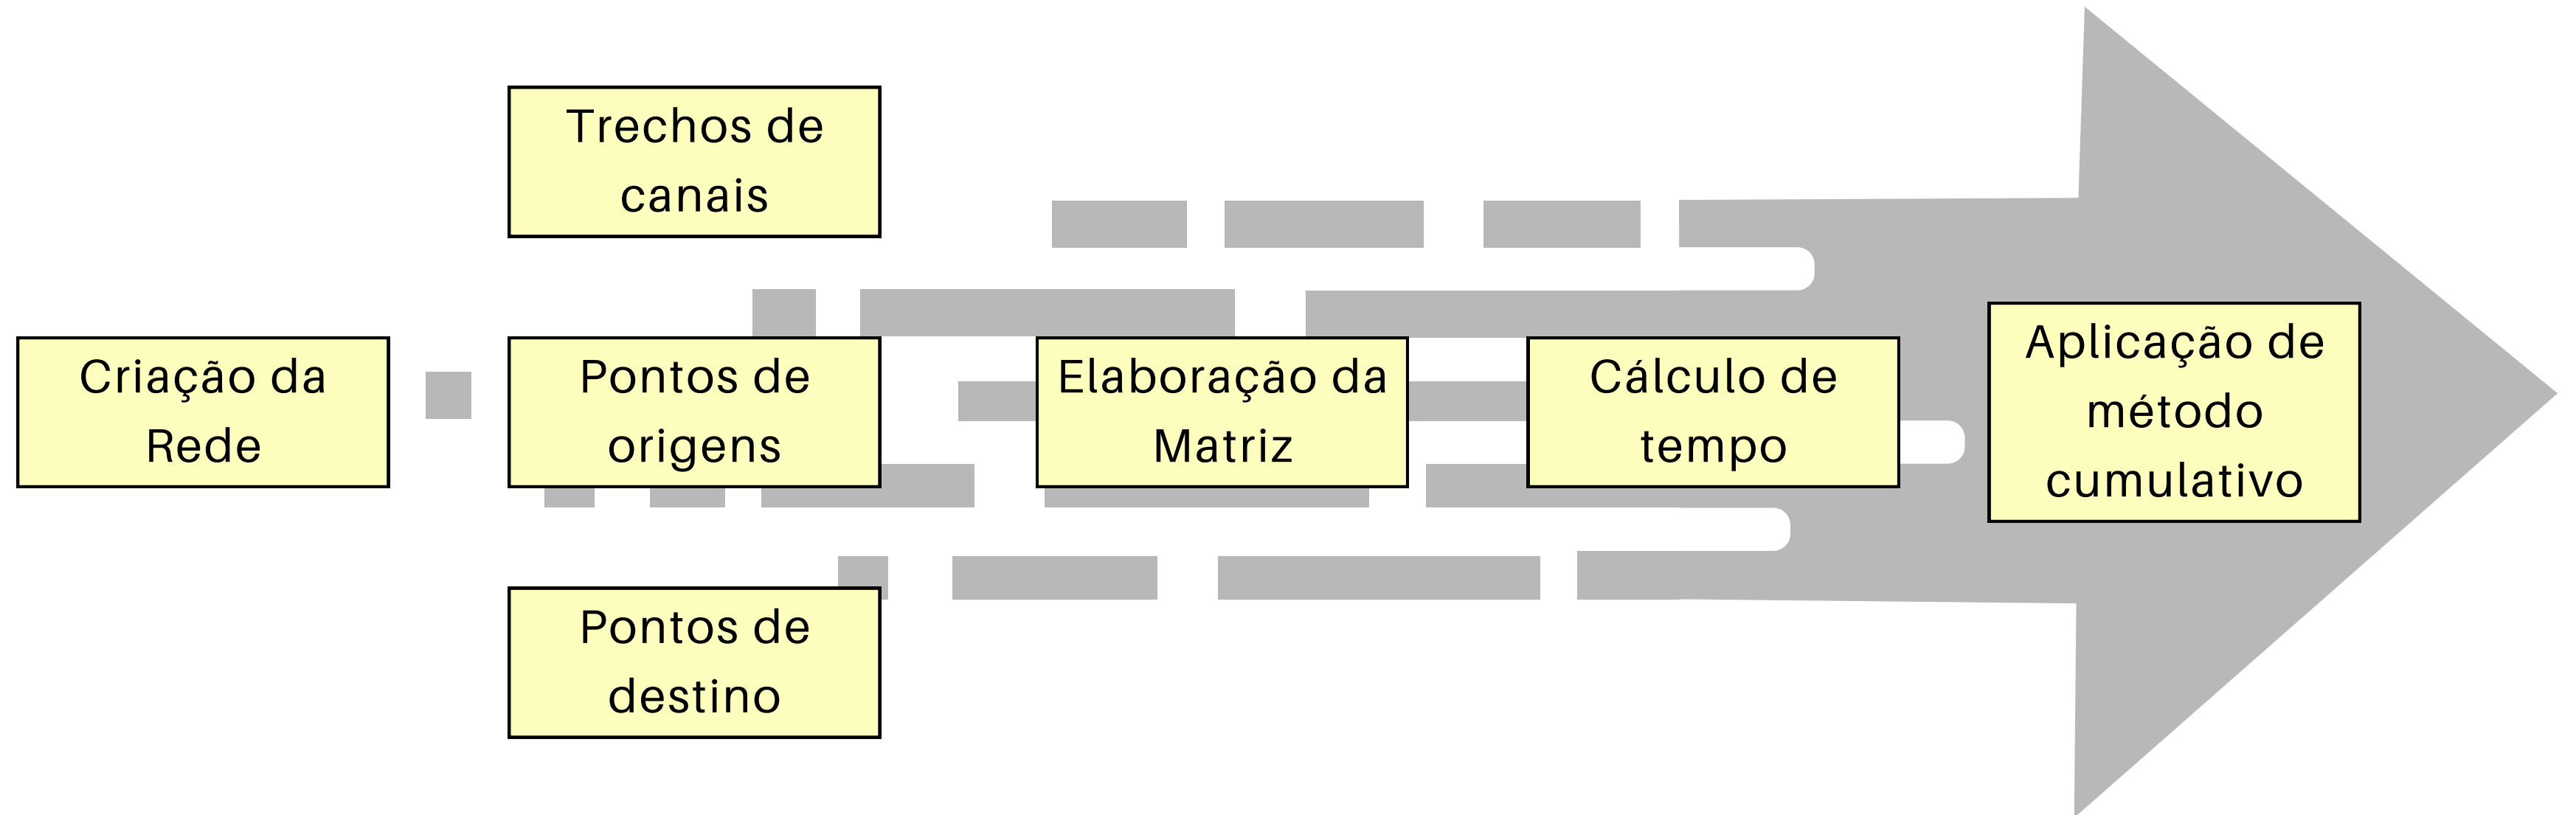 Criação da
Rede
Trechos de
canais
Pontos de
origens
Pontos de
destino
Elaboração da
Matriz
Cálculo de
tempo
Aplicação de
método
cumulativo